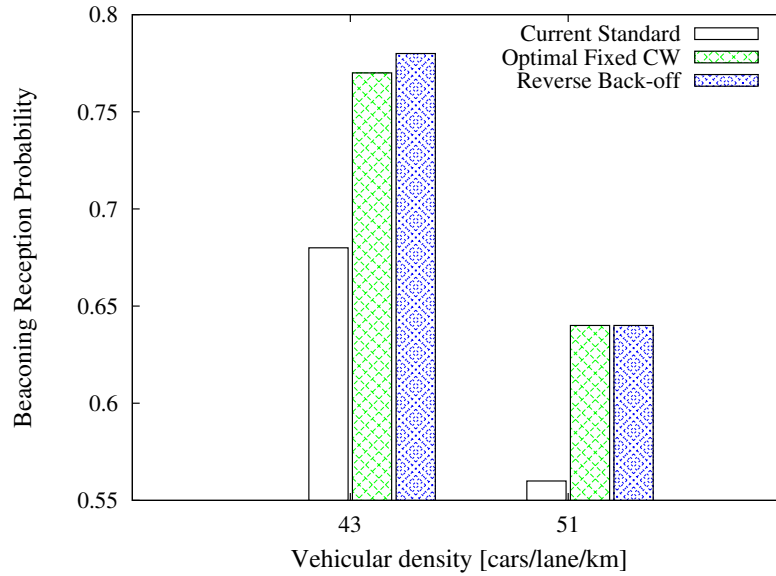 0.8
0.75
0.7
0.65
0.6
0.55
Beaconing Reception Probability
Current Standard
Optimal Fixed CW
Reverse Back-off
43
51
Vehicular density [cars/lane/km]